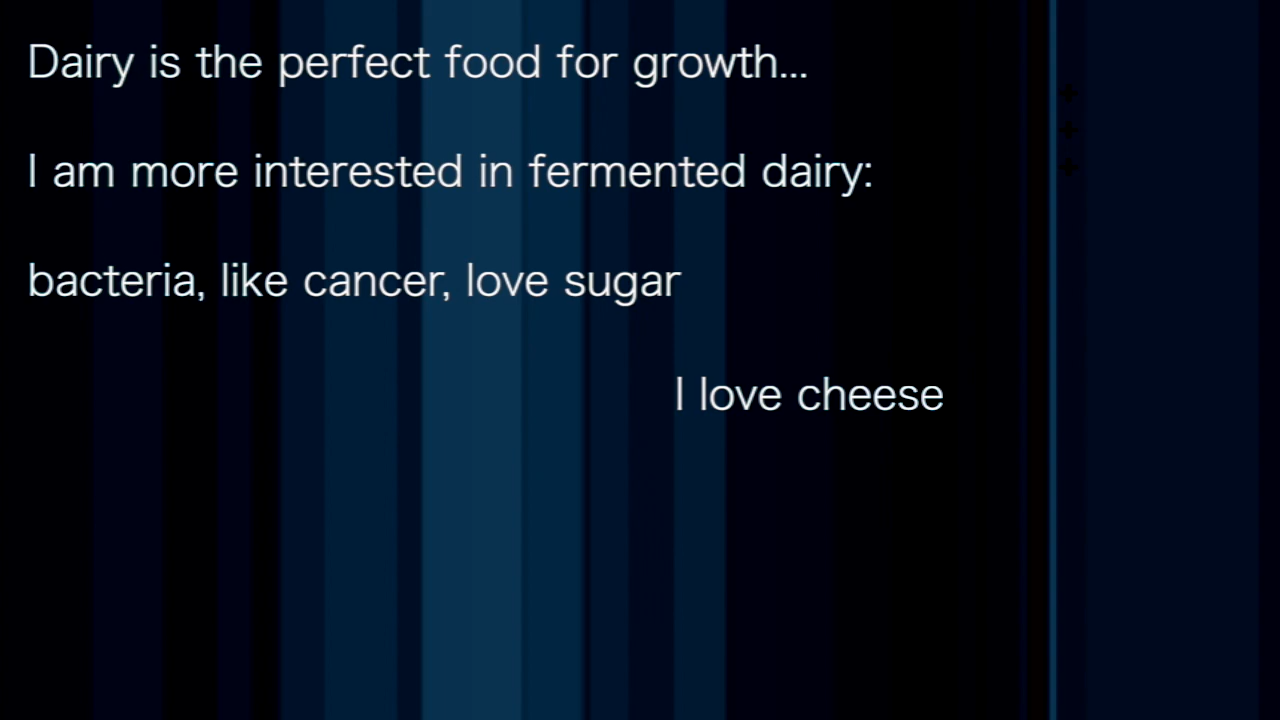 Dairy is the perfect food for growth...
I am more interested in fermented dairy:
bacteria, like cancer, love sugar
I love cheese